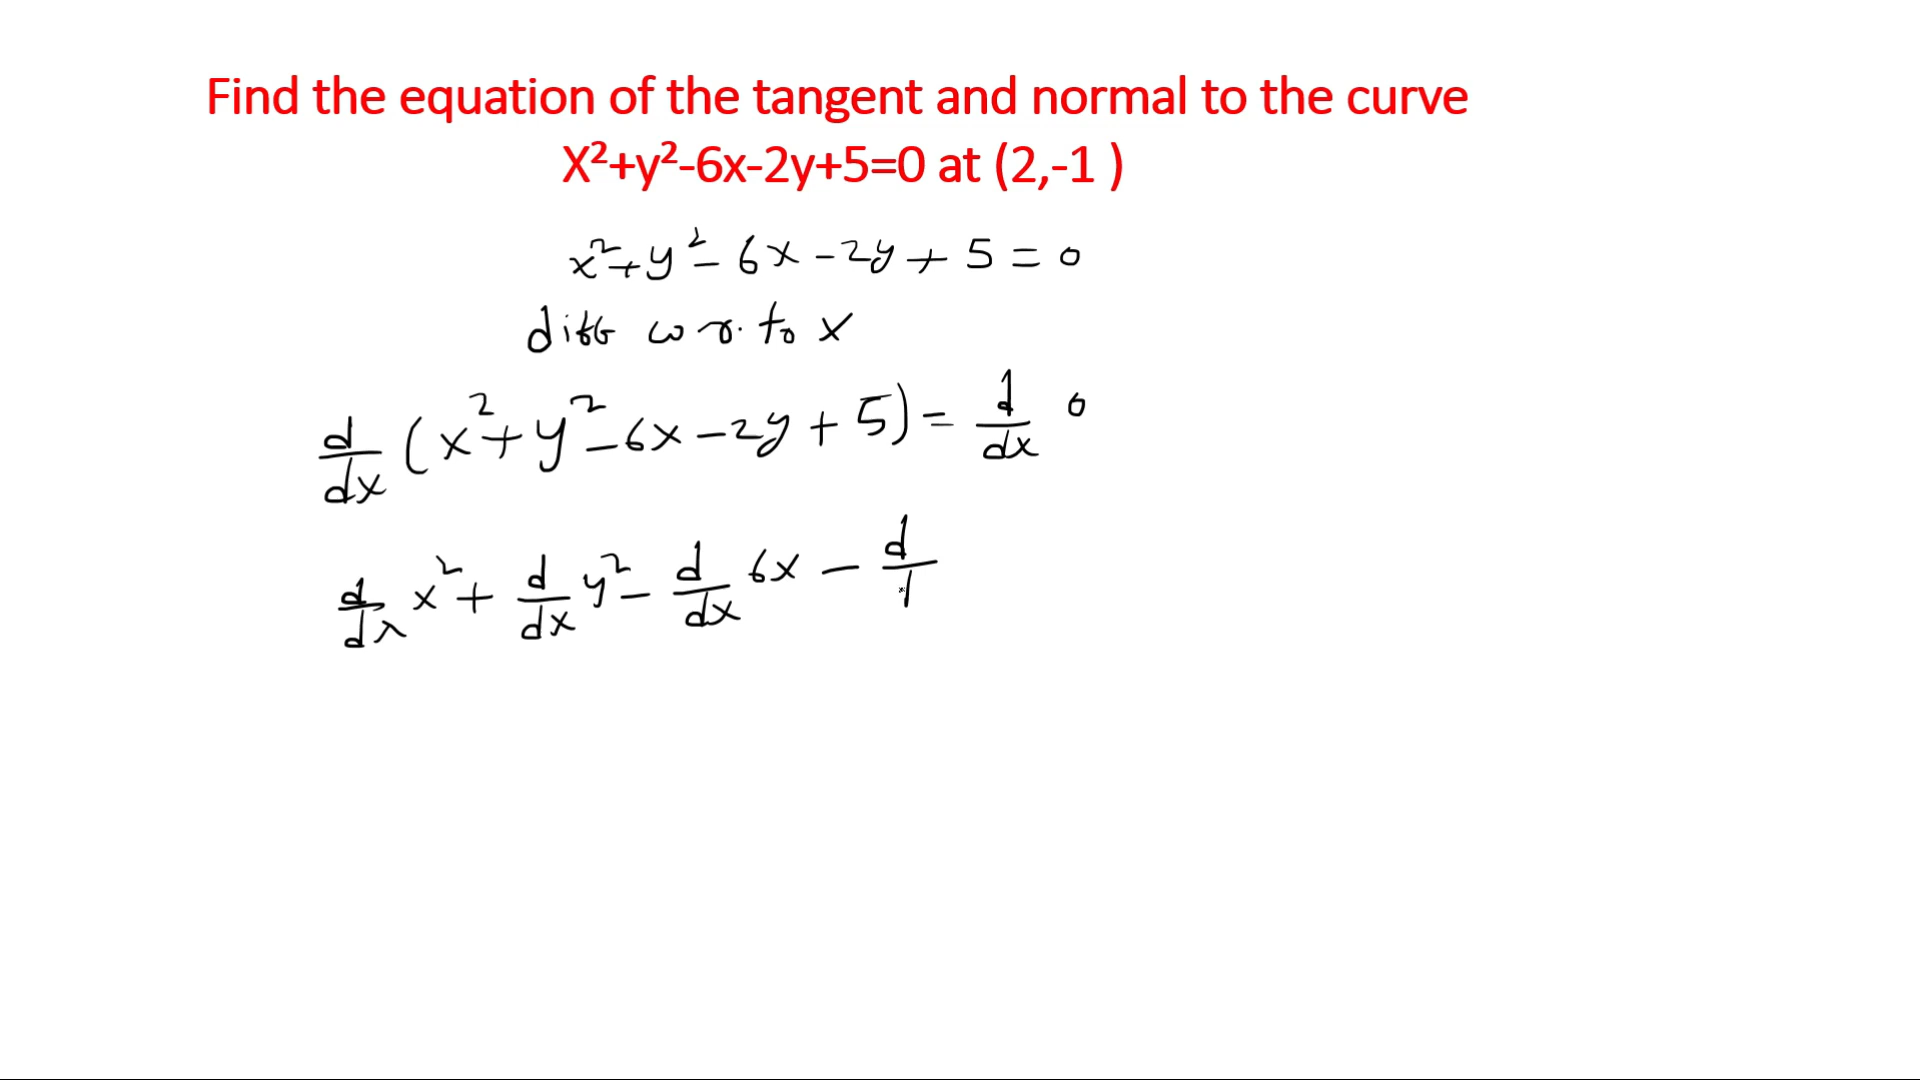 Find the equation of the tangent and normal to the curve
X²+y²-6x-2y+5=0 at (2,-1 )
x²+y²-6x-2y+5=0
diff w r. to x
d/dx (x²+y²-6x-2y+5)= d/dx 0
d/dx x²+ d/dx y²- d/dx 6x - d/